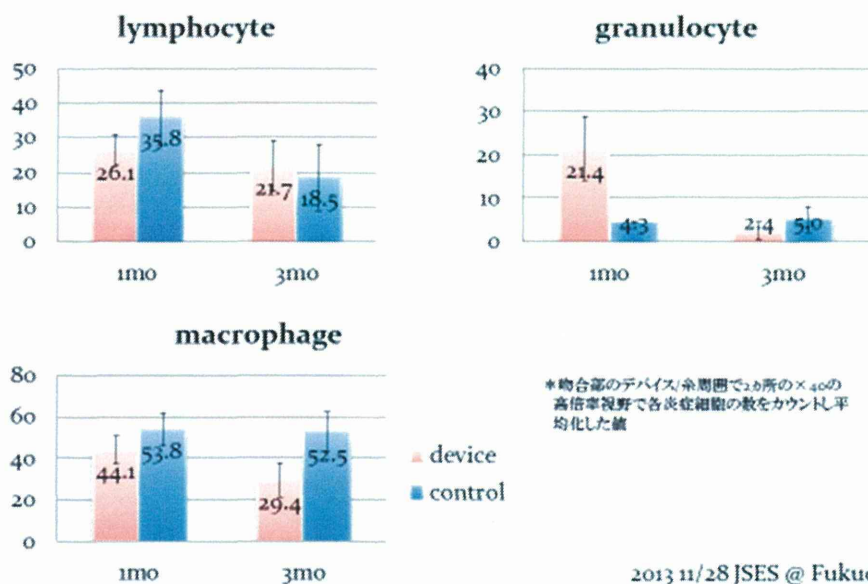 lymphocyte
50
40
30
20
10
0
26.1
35.8
21.7
18.5
1mo
3mo
granulocyte
40
30
20
10
0
21.4
4.3
2.4
5.0
1mo
3mo
macrophage
80
60
40
20
0
44.1
53.8
29.4
52.5
1mo
3mo
device
control
*吻合部のデバイス/糸周囲で20所の×40の
高倍率視野で各炎症細胞の数をカウントし平
均化した値
2013 11/28 JSES @ Fukuo